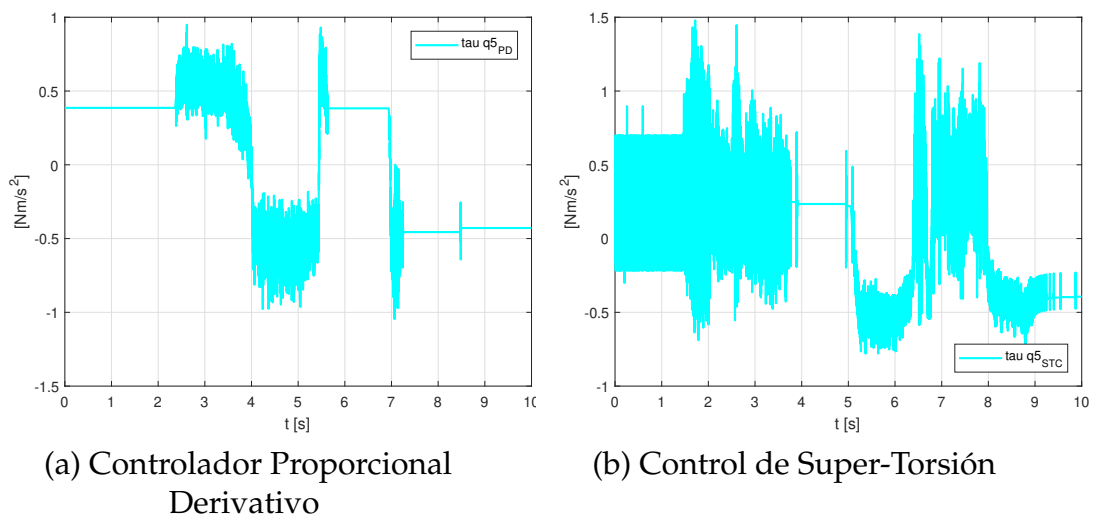 1
0.5
0
-0.5
-1
-1.5
[Nm/s²]
0 1 2 3 4 5 6 7 8 9 10
t [s]
tau q5PD
(a) Controlador Proporcional
Derivativo
1.5
1
0.5
0
-0.5
-1
[Nm/s²]
0 1 2 3 4 5 6 7 8 9 10
t [s]
tau q5STC
(b) Control de Super-Torsión